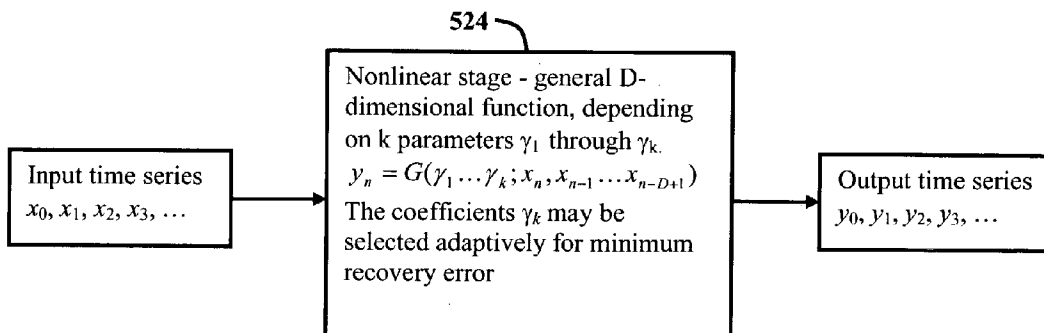 524
Nonlinear stage - general D-
dimensional function, depending
on k parameters γ₁ through γₖ.
yₙ = G(γ₁…γₖ; xₙ, xₙ₋₁…xₙ₋D₊₁)
The coefficients γₖ may be
selected adaptively for minimum
recovery error
Input time series
x₀, x₁, x₂, x₃, …
Output time series
y₀, y₁, y₂, y₃, …